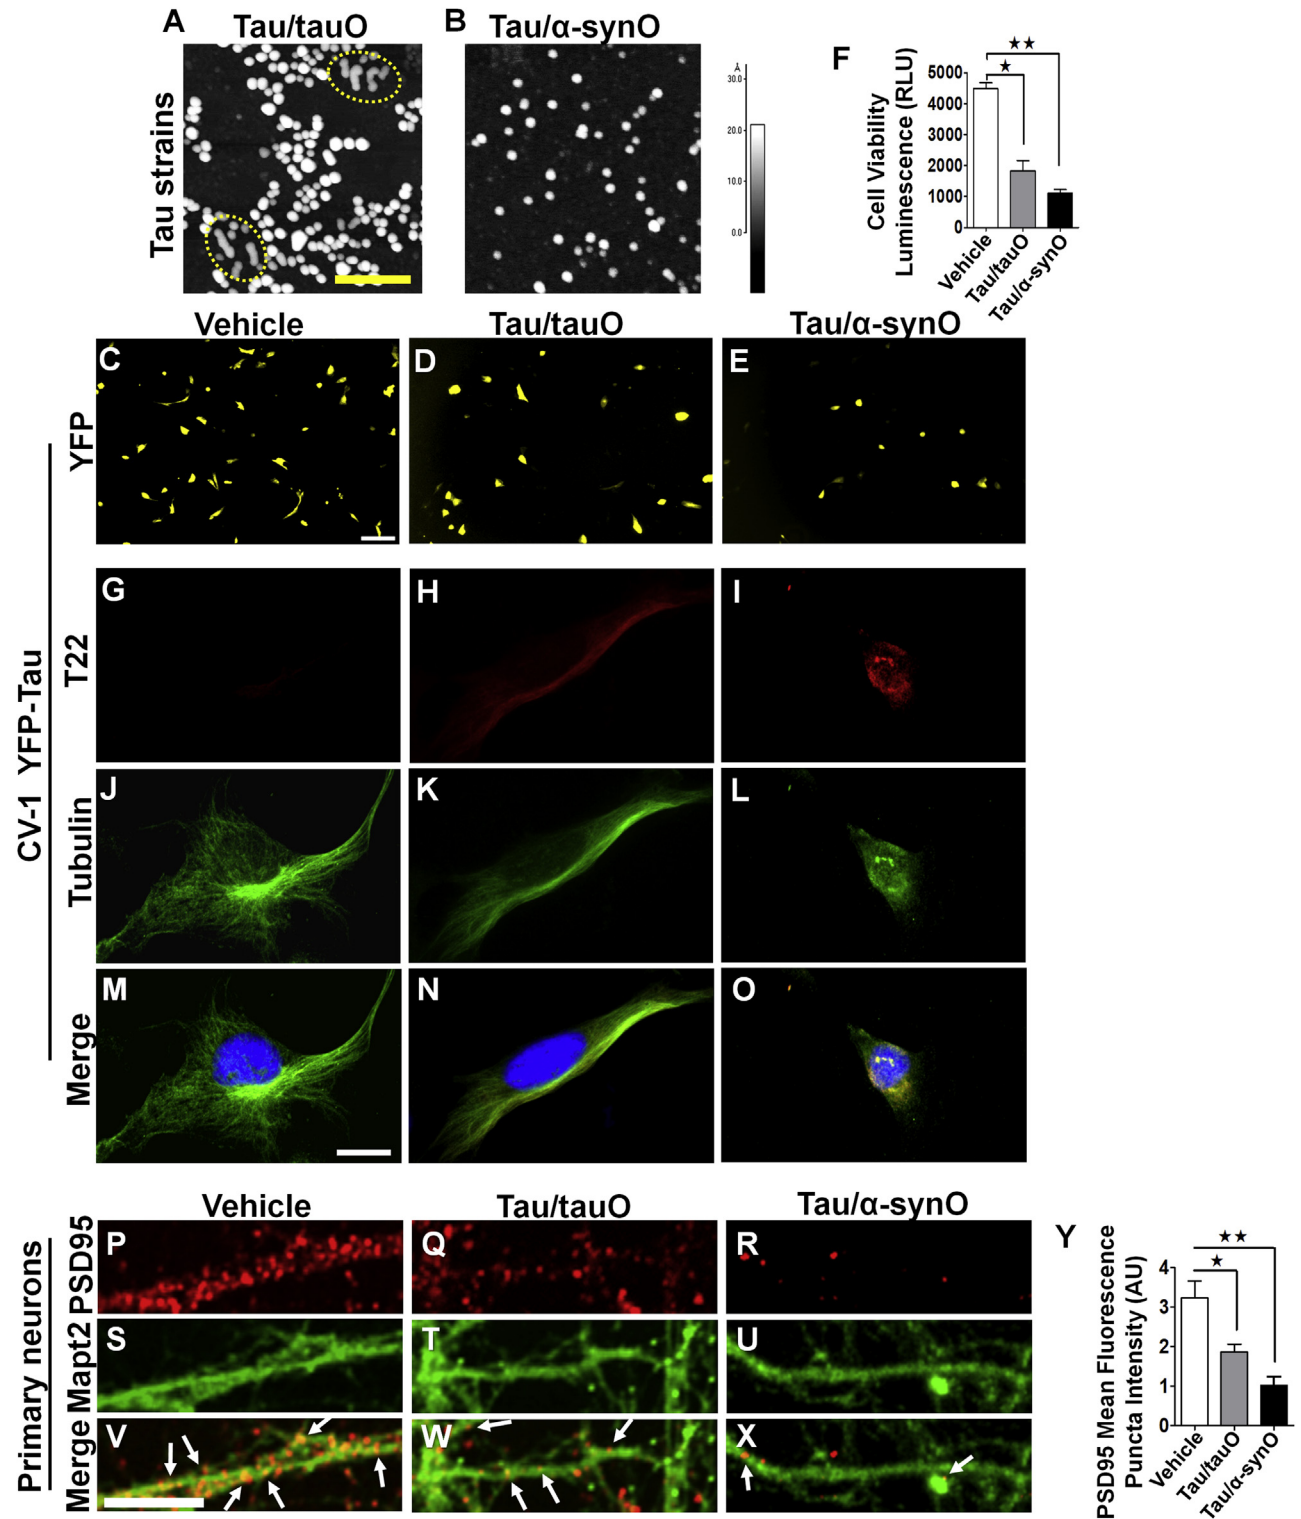 A
Tau/tauO
B
Tau/α-synO
Tau strains
Å
30.0
20.0
10.0
0.0
F
★★
★
Cell Viability
Luminescence (RLU)
5000
4000
3000
2000
1000
0
Vehicle
Tau/tauO
Tau/α-synO
Vehicle
Tau/tauO
Tau/α-synO
CV-1 YFP-Tau
YFP
C
D
E
T22
G
H
I
Tubulin
J
K
L
Merge
M
N
O
Vehicle
Tau/tauO
Tau/α-synO
Primary neurons
PSD95
P
Q
R
Mapt2
S
T
U
Merge
V
W
X
Y
★★
★
PSD95 Mean Fluorescence
Puncta Intensity (AU)
4
3
2
1
0
Vehicle
Tau/tauO
Tau/α-synO